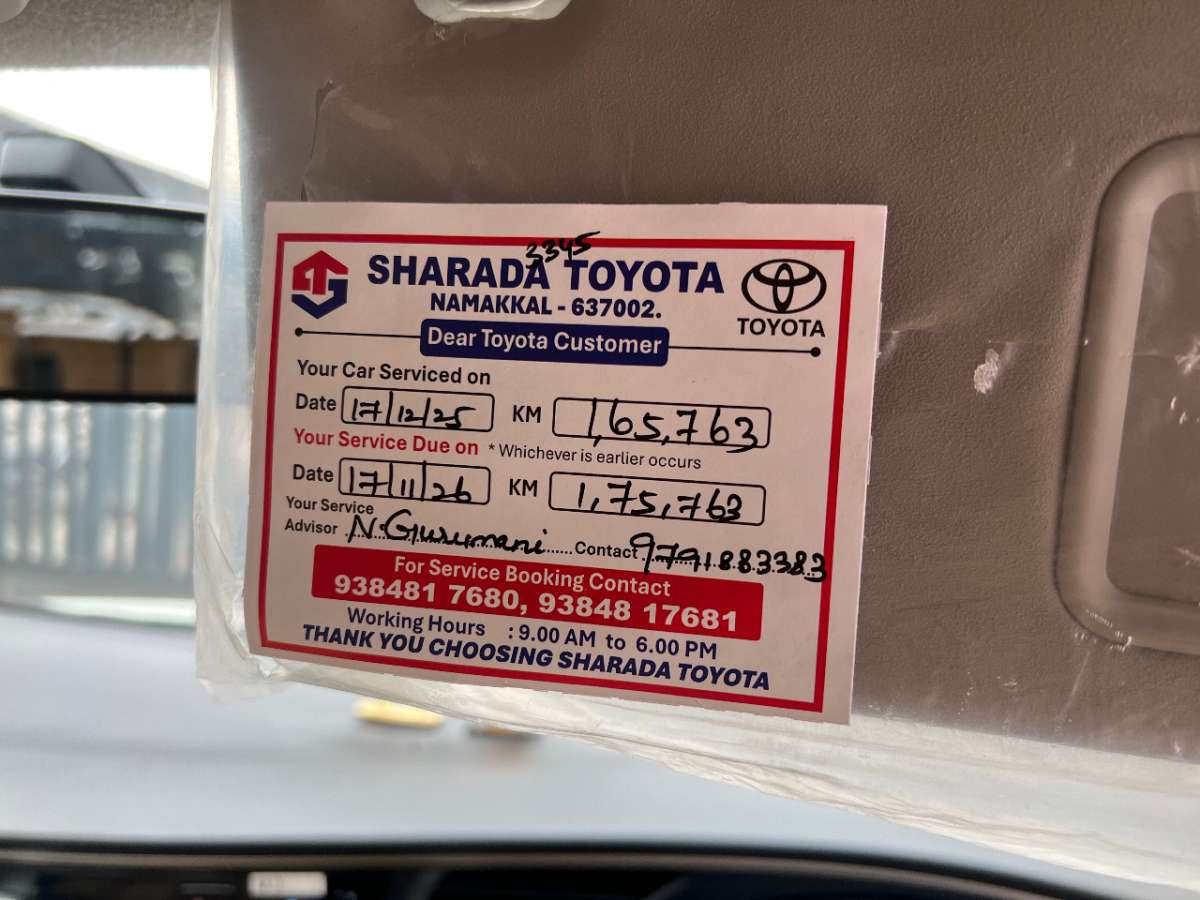 3345
SHARADA TOYOTA
NAMAKKAL - 637002.
TOYOTA
Dear Toyota Customer
Your Car Serviced on
Date 17/12/25 KM 1,65,763
Your Service Due on * Whichever is earlier occurs
Date 17/11/26 KM 1,75,763
Your Service
Advisor N. Gurumani ...... Contact 9791883383
For Service Booking Contact
938481 7680, 93848 17681
Working Hours : 9.00 AM to 6.00 PM
THANK YOU CHOOSING SHARADA TOYOTA